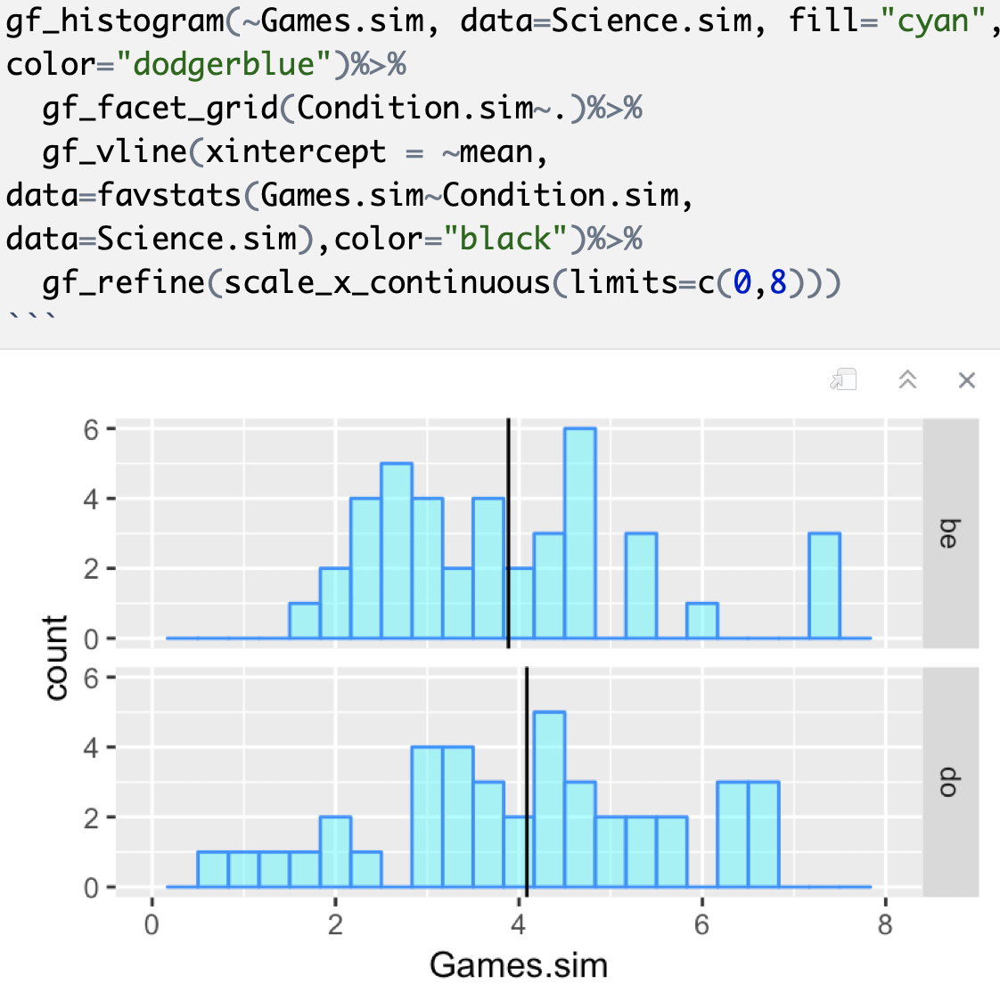 gf_histogram(~Games.sim, data=Science.sim, fill="cyan",
color="dodgerblue")%>%
  gf_facet_grid(Condition.sim~.)%>%
  gf_vline(xintercept = ~mean,
data=favstats(Games.sim~Condition.sim,
data=Science.sim),color="black")%>%
  gf_refine(scale_x_continuous(limits=c(0,8)))
```
6
4
2
0
be
count
6
4
2
0
do
0 2 4 6 8
Games.sim